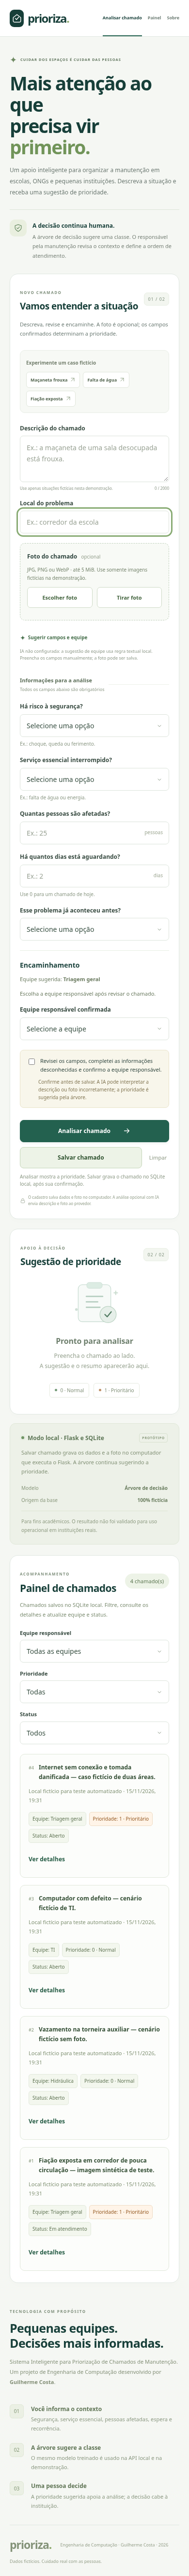 prioriza.
Analisar chamado
Painel
Sobre
CUIDAR DOS ESPAÇOS É CUIDAR DAS PESSOAS
Mais atenção ao
que
precisa vir
primeiro.
Um apoio inteligente para organizar a manutenção em
escolas, ONGs e pequenas instituições. Descreva a situação e
receba uma sugestão de prioridade.
A decisão continua humana.
A árvore de decisão sugere uma classe. O responsável
pela manutenção revisa o contexto e define a ordem de
atendimento.
NOVO CHAMADO
01 / 02
Vamos entender a situação
Descreva, revise e encaminhe. A foto é opcional; os campos
confirmados determinam a prioridade.
Experimente um caso fictício
Maçaneta frouxa
Falta de água
Fiação exposta
Descrição do chamado
Ex.: a maçaneta de uma sala desocupada
está frouxa.
Use apenas situações fictícias nesta demonstração.
0 / 2000
Local do problema
Ex.: corredor da escola
Foto do chamado opcional
JPG, PNG ou WebP · até 5 MiB. Use somente imagens
fictícias na demonstração.
Escolher foto
Tirar foto
Sugerir campos e equipe
IA não configurada: a sugestão de equipe usa regra textual local.
Preencha os campos manualmente; a foto pode ser salva.
Informações para a análise
Todos os campos abaixo são obrigatórios
Há risco à segurança?
Selecione uma opção
Ex.: choque, queda ou ferimento.
Serviço essencial interrompido?
Selecione uma opção
Ex.: falta de água ou energia.
Quantas pessoas são afetadas?
Ex.: 25
pessoas
Há quantos dias está aguardando?
Ex.: 2
dias
Use 0 para um chamado de hoje.
Esse problema já aconteceu antes?
Selecione uma opção
Encaminhamento
Equipe sugerida: Triagem geral
Escolha a equipe responsável após revisar o chamado.
Equipe responsável confirmada
Selecione a equipe
Revisei os campos, completei as informações
desconhecidas e confirmo a equipe responsável.
Confirme antes de salvar. A IA pode interpretar a
descrição ou foto incorretamente; a prioridade é
sugerida pela árvore.
Analisar chamado
Salvar chamado
Limpar
Analisar mostra a prioridade. Salvar grava o chamado no SQLite
local, após sua confirmação.
O cadastro salva dados e foto no computador. A análise opcional com IA
envia descrição e foto ao provedor.
APOIO À DECISÃO
02 / 02
Sugestão de prioridade
Pronto para analisar
Preencha o chamado ao lado.
A sugestão e o resumo aparecerão aqui.
0 · Normal
1 · Prioritário
Modo local · Flask e SQLite
PROTÓTIPO
Salvar chamado grava os dados e a foto no computador
que executa o Flask. A árvore continua sugerindo a
prioridade.
Modelo
Árvore de decisão
Origem da base
100% fictícia
Para fins acadêmicos. O resultado não foi validado para uso
operacional em instituições reais.
ACOMPANHAMENTO
Painel de chamados
4 chamado(s)
Chamados salvos no SQLite local. Filtre, consulte os
detalhes e atualize equipe e status.
Equipe responsável
Todas as equipes
Prioridade
Todas
Status
Todos
#4 Internet sem conexão e tomada
danificada — caso fictício de duas áreas.
Local fictício para teste automatizado · 15/11/2026,
19:31
Equipe: Triagem geral
Prioridade: 1 · Prioritário
Status: Aberto
Ver detalhes
#3 Computador com defeito — cenário
fictício de TI.
Local fictício para teste automatizado · 15/11/2026,
19:31
Equipe: TI
Prioridade: 0 · Normal
Status: Aberto
Ver detalhes
#2 Vazamento na torneira auxiliar — cenário
fictício sem foto.
Local fictício para teste automatizado · 15/11/2026,
19:31
Equipe: Hidráulica
Prioridade: 0 · Normal
Status: Aberto
Ver detalhes
#1 Fiação exposta em corredor de pouca
circulação — imagem sintética de teste.
Local fictício para teste automatizado · 15/11/2026,
19:31
Equipe: Triagem geral
Prioridade: 1 · Prioritário
Status: Em atendimento
Ver detalhes
TECNOLOGIA COM PROPÓSITO
Pequenas equipes.
Decisões mais informadas.
Sistema Inteligente para Priorização de Chamados de Manutenção.
Um projeto de Engenharia de Computação desenvolvido por
Guilherme Costa.
01
Você informa o contexto
Segurança, serviço essencial, pessoas afetadas, espera e
recorrência.
02
A árvore sugere a classe
O mesmo modelo treinado é usado na API local e na
demonstração.
03
Uma pessoa decide
A prioridade sugerida apoia a análise; a decisão cabe à
instituição.
prioriza.
Engenharia de Computação · Guilherme Costa · 2026
Dados fictícios. Cuidado real com as pessoas.